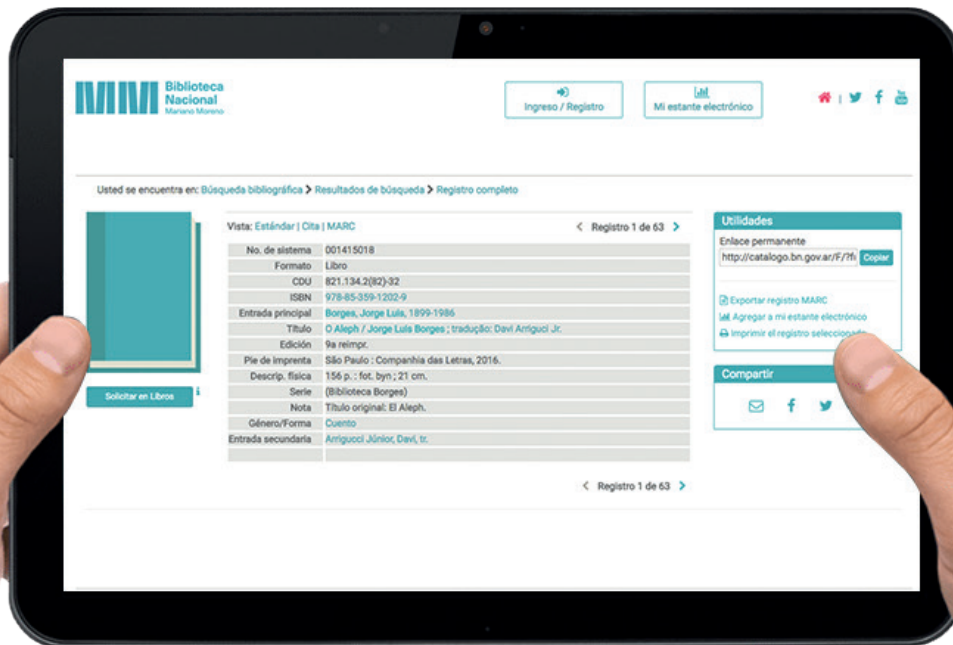 Biblioteca
Nacional
Mariano Moreno
Ingreso / Registro
Mi estante electrónico
You
Tube
Usted se encuentra en: Búsqueda bibliográfica > Resultados de búsqueda > Registro completo
Vista: Estándar | Cita | MARC
< Registro 1 de 63 >
No. de sistema 001415018
Formato Libro
CDU 821.134.2(82)-32
ISBN 978-85-359-1202-9
Entrada principal Borges, Jorge Luis, 1899-1986
Título O Aleph / Jorge Luis Borges ; tradução: Davi Arriguci Jr.
Edición 9a reimpr.
Pie de imprenta São Paulo : Companhia das Letras, 2016.
Descrip. física 156 p. : fot. byn ; 21 cm.
Serie (Biblioteca Borges)
Nota Título original: El Aleph.
Género/Forma Cuento
Entrada secundaria Arrigucci Júnior, Davi, tr.
< Registro 1 de 63 >
Solicitar en Libros
Utilidades
Enlace permanente
http://catalogo.bn.gov.ar/F/?f Copiar
Exportar registro MARC
Agregar a mi estante electrónico
Imprimir el registro seleccionado
Compartir